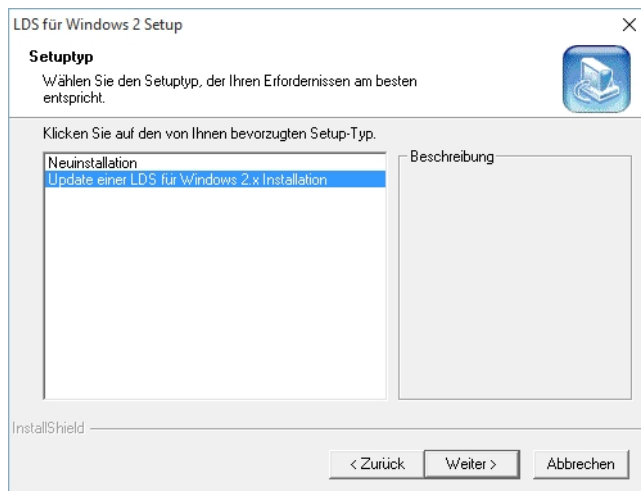 LDS für Windows 2 Setup
Setuptyp
Wählen Sie den Setuptyp, der Ihren Erfordernissen am besten
entspricht.
Klicken Sie auf den von Ihnen bevorzugten Setup-Typ.
Neuinstallation
Update einer LDS für Windows 2.x Installation
Beschreibung
InstallShield
< Zurück
Weiter >
Abbrechen